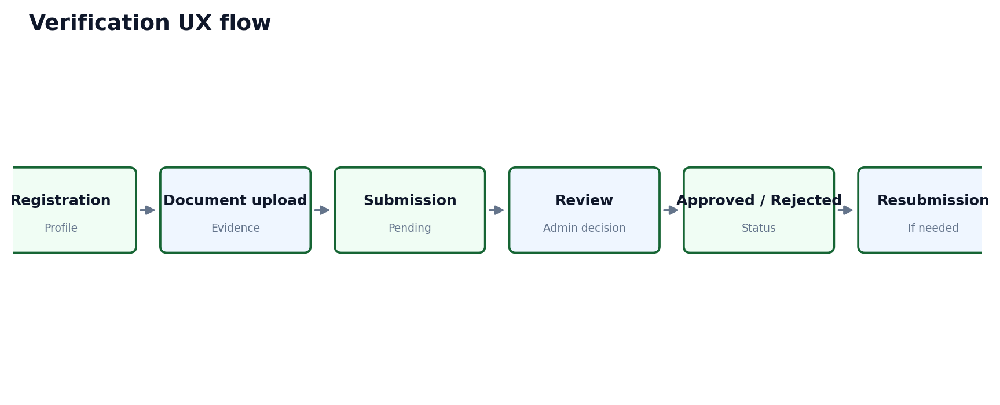 Verification UX flow
Registration
Profile
Document upload
Evidence
Submission
Pending
Review
Admin decision
Approved / Rejected
Status
Resubmission
If needed